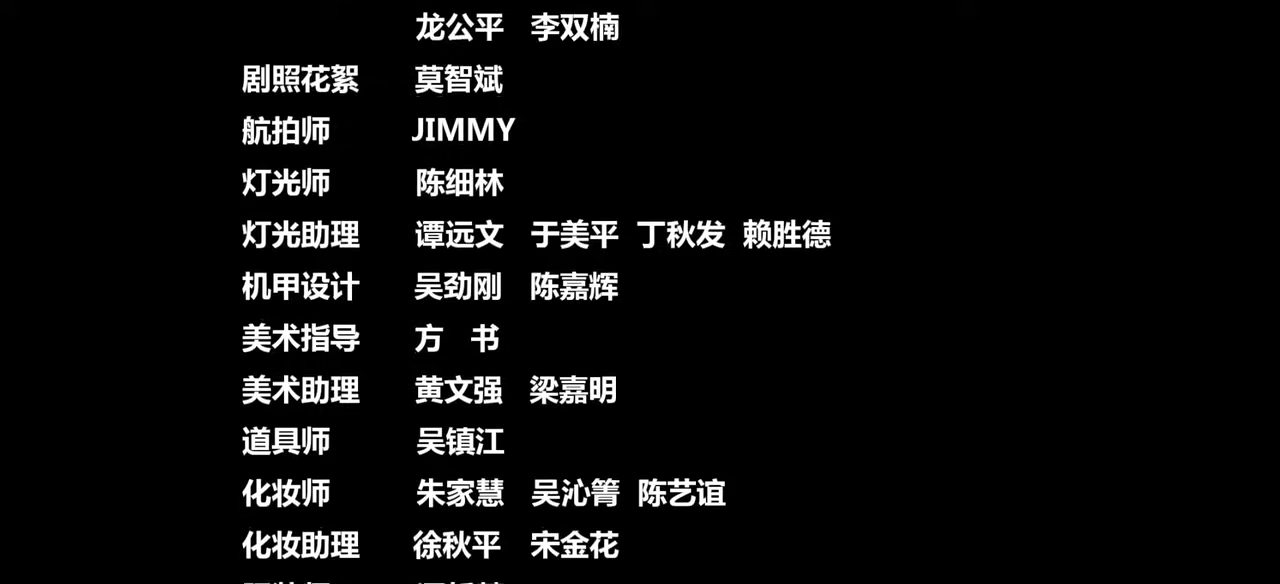 龙公平 李双楠
剧照花絮 莫智斌
航拍师 JIMMY
灯光师 陈细林
灯光助理 谭远文 于美平 丁秋发 赖胜德
机甲设计 吴劲刚 陈嘉辉
美术指导 方 书
美术助理 黄文强 梁嘉明
道具师 吴镇江
化妆师 朱家慧 吴沁箐 陈艺谊
化妆助理 徐秋平 宋金花